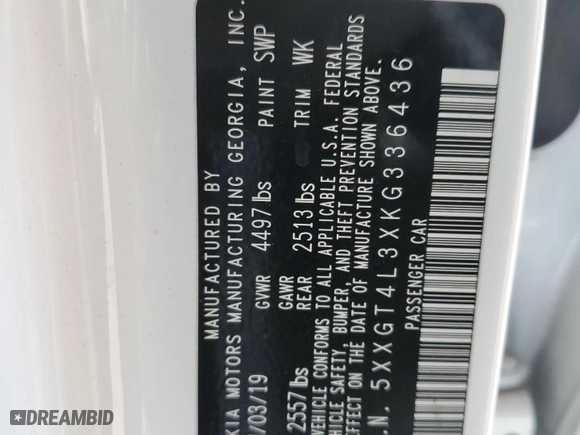 MANUFACTURED BY
KIA MOTORS MANUFACTURING GEORGIA, INC.
/03/19 GVWR 4497 lbs PAINT SWP
GAWR
2557 lbs REAR 2513 lbs TRIM WK
VEHICLE CONFORMS TO ALL APPLICABLE U.S.A. FEDERAL
VEHICLE SAFETY, BUMPER, AND THEFT PREVENTION STANDARDS
EFFECT ON THE DATE OF MANUFACTURE SHOWN ABOVE.
.N. 5XXGT4L3XKG336436
PASSENGER CAR
DREAMBID